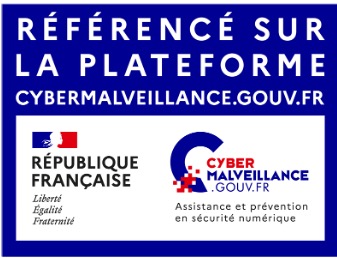 RÉFÉRENCÉ SUR
LA PLATEFORME
CYBERMALVEILLANCE.GOUV.FR
RÉPUBLIQUE
FRANÇAISE
Liberté
Égalité
Fraternité
CYBER
MALVEILLANCE
.GOUV.FR
Assistance et prévention
en sécurité numérique